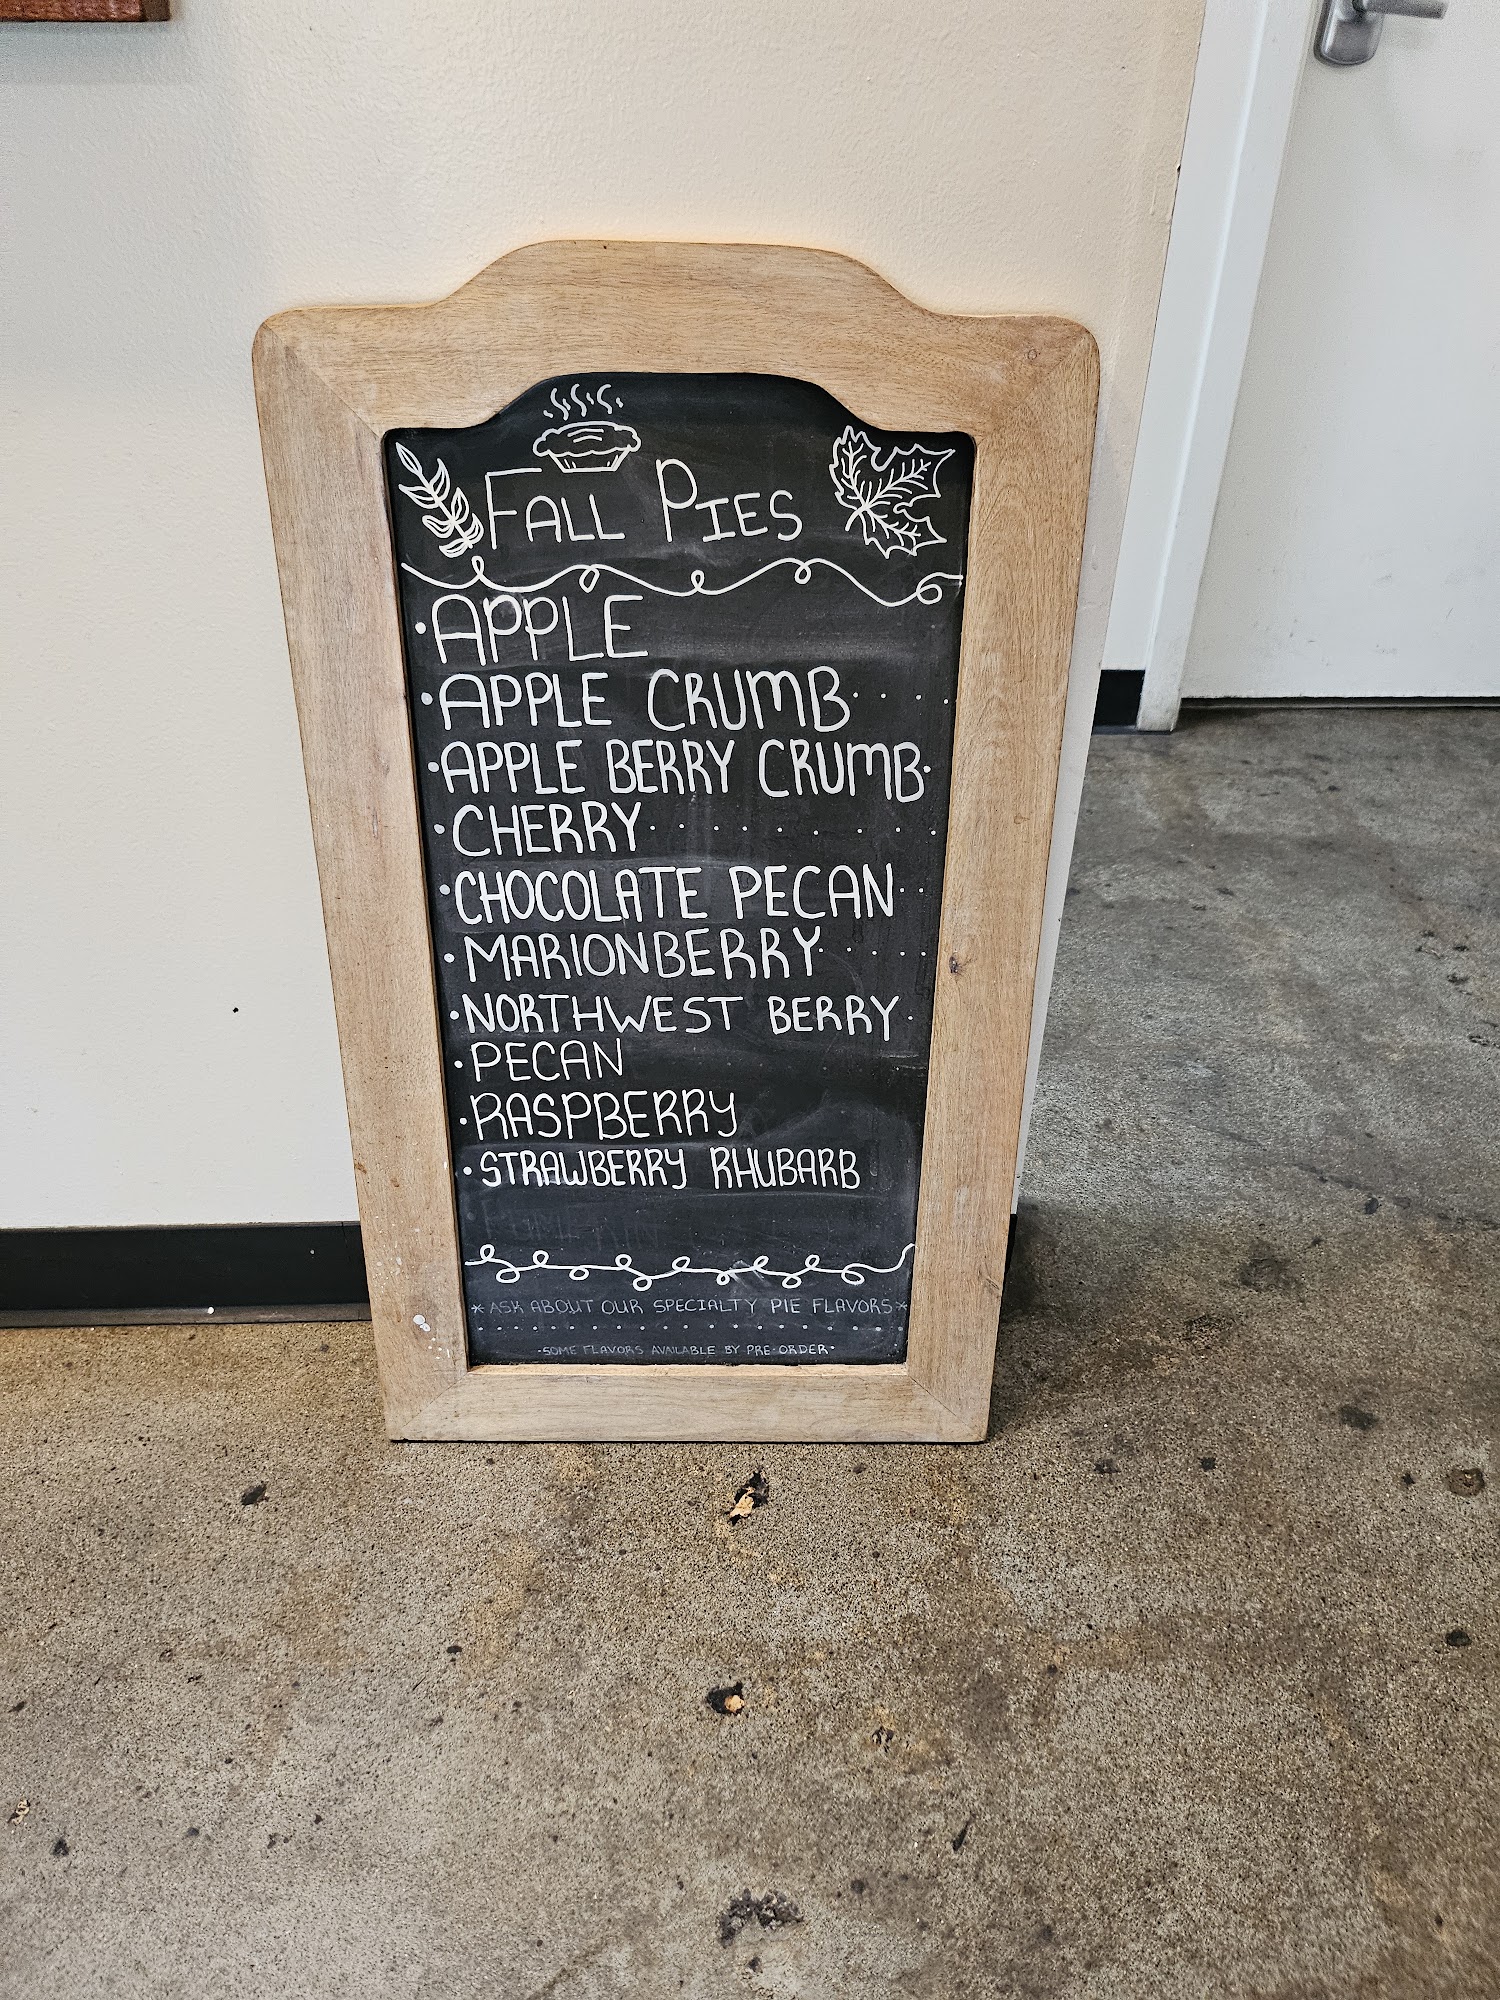 FALL PIES
• APPLE
• APPLE CRUMB . . . .
• APPLE BERRY CRUMB .
• CHERRY . . . . . . . . . .
• CHOCOLATE PECAN . .
• MARIONBERRY . . . . .
• NORTHWEST BERRY .
• PECAN
• RASPBERRY
• STRAWBERRY RHUBARB
*ASK ABOUT OUR SPECIALTY PIE FLAVORS*
-SOME FLAVORS AVAILABLE BY PRE-ORDER-